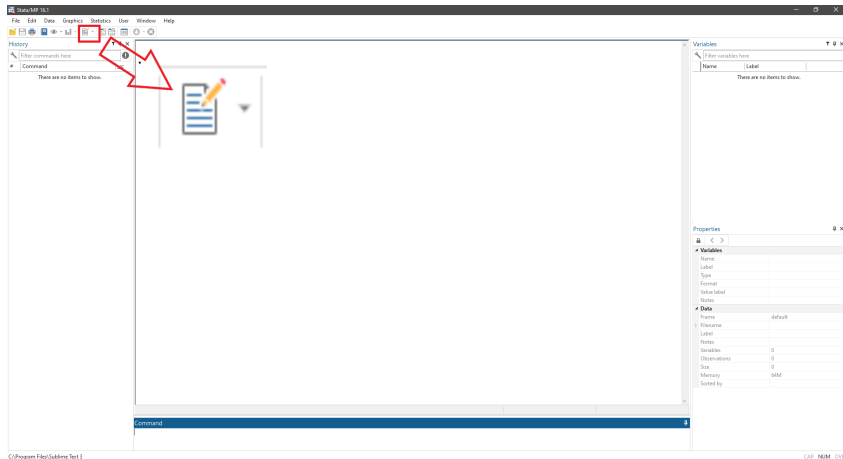 Stata/MP 16.1
File Edit Data Graphics Statistics User Window Help
History
Filter commands here
# Command _rc
There are no items to show.
Variables
Filter variables here
Name Label
There are no items to show.
Properties
Variables
Name
Label
Type
Format
Value label
Notes
Data
Frame default
Filename
Label
Notes
Variables 0
Observations 0
Size 0
Memory 64M
Sorted by
Command
C:\Program Files\Sublime Text 3
CAP NUM OVR